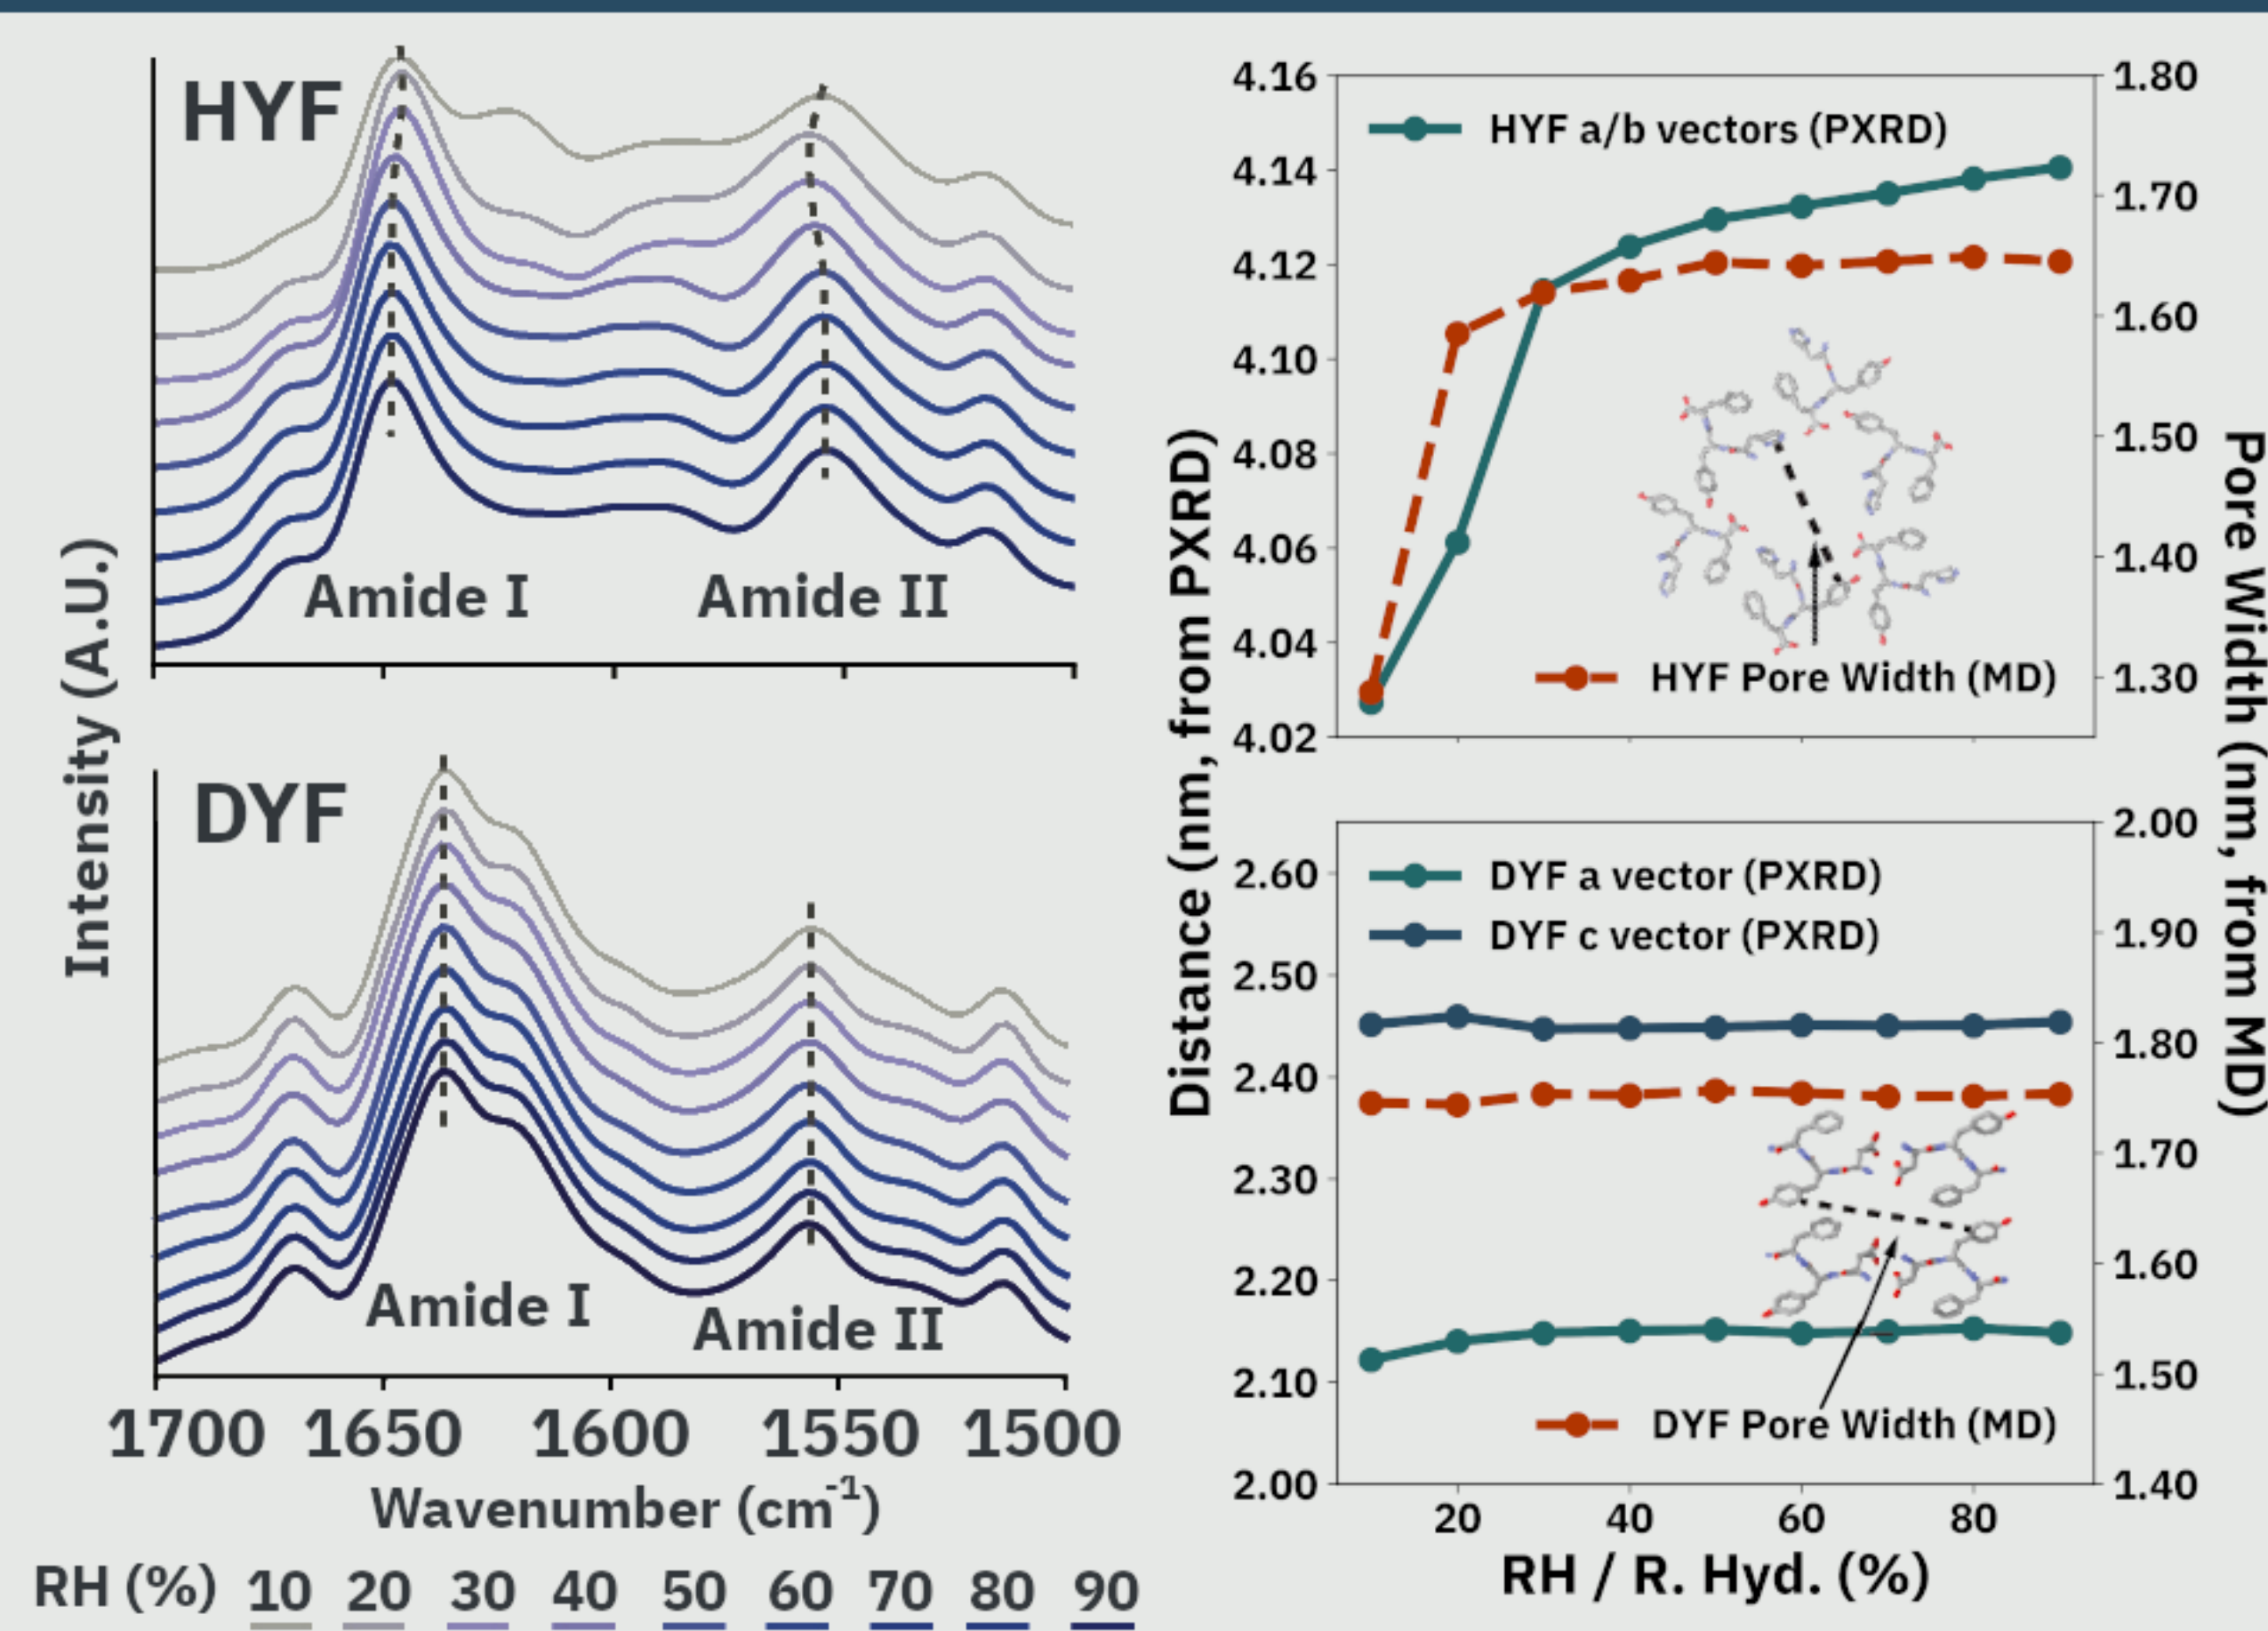 HYF
Amide I
Amide II
DYF
Amide I
Amide II
Intensity (A.U.)
1700 1650 1600 1550 1500
Wavenumber (cm⁻¹)
RH (%) 10 20 30 40 50 60 70 80 90
4.16
4.14
4.12
4.10
4.08
4.06
4.04
4.02
HYF a/b vectors (PXRD)
HYF Pore Width (MD)
1.80
1.70
1.60
1.50
1.40
1.30
Distance (nm, from PXRD)
Pore Width (nm, from MD)
2.60
2.50
2.40
2.30
2.20
2.10
2.00
DYF a vector (PXRD)
DYF c vector (PXRD)
DYF Pore Width (MD)
2.00
1.90
1.80
1.70
1.60
1.50
1.40
20 40 60 80
RH / R. Hyd. (%)